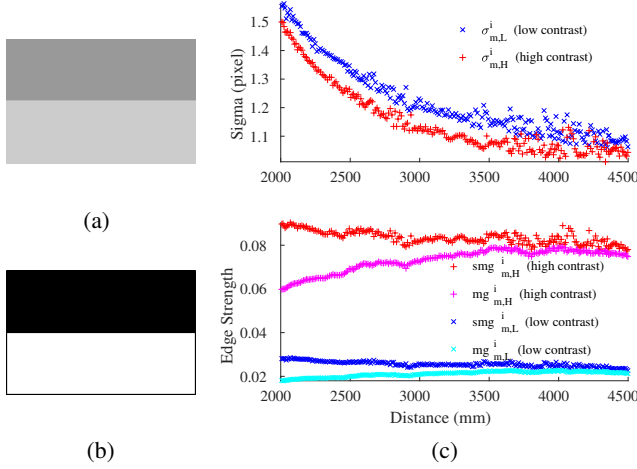 1.5
1.4
1.3
1.2
1.1
Sigma (pixel)
σ i m,L (low contrast)
σ i m,H (high contrast)
2000 2500 3000 3500 4000 4500
(a)
0.08
0.06
0.04
0.02
Edge Strength
smg i m,H (high contrast)
mg i m,H (high contrast)
smg i m,L (low contrast)
mg i m,L (low contrast)
2000 2500 3000 3500 4000 4500
Distance (mm)
(b)
(c)